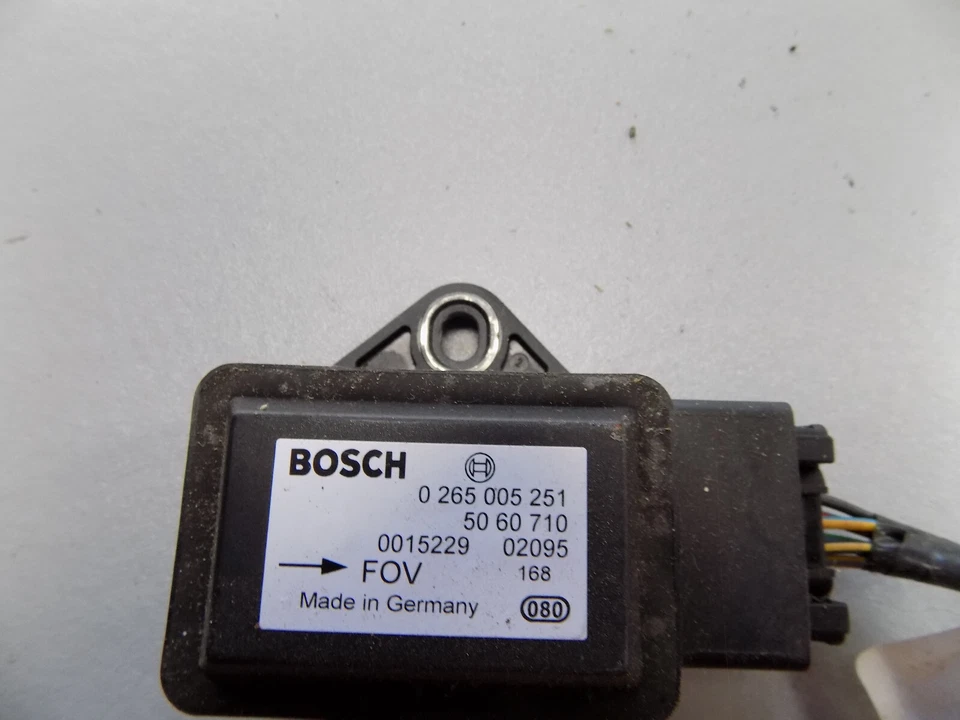 BOSCH
0 265 005 251
50 60 710
0015229 02095
FOV 168
Made in Germany 080